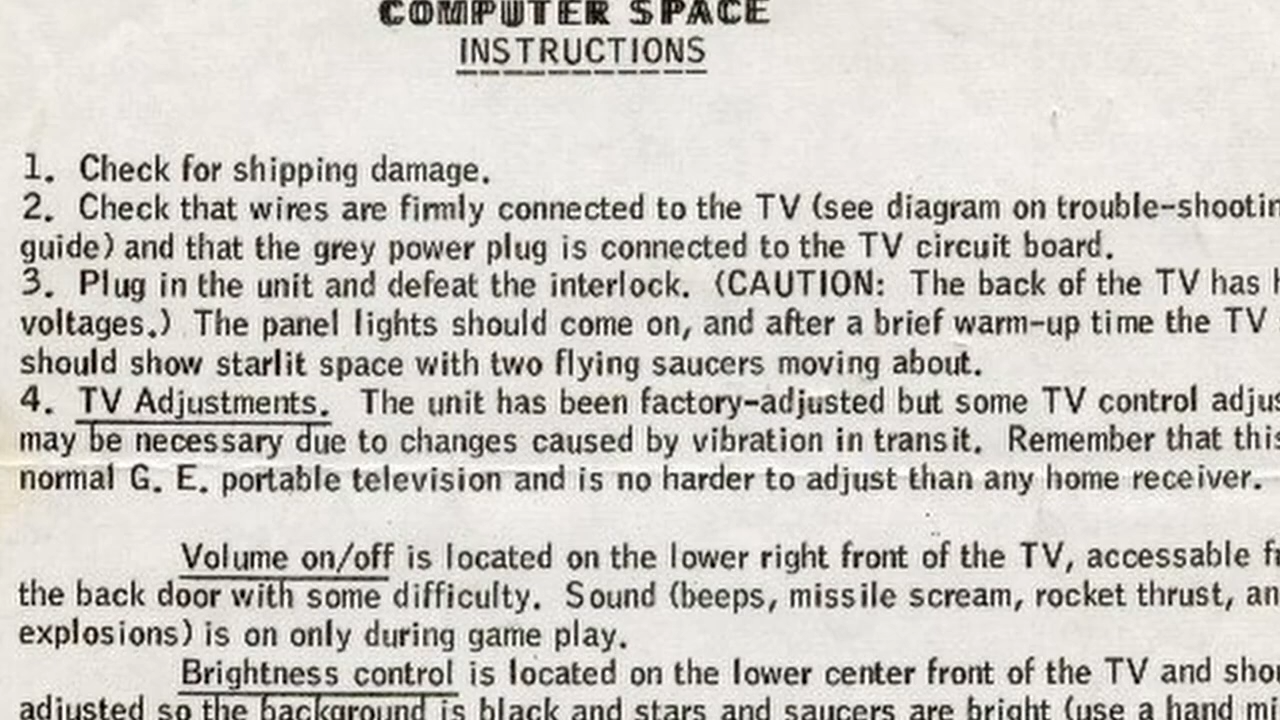 COMPUTER SPACE
INSTRUCTIONS
1. Check for shipping damage.
2. Check that wires are firmly connected to the TV (see diagram on trouble-shootin
guide) and that the grey power plug is connected to the TV circuit board.
3. Plug in the unit and defeat the interlock. (CAUTION: The back of the TV has
voltages.) The panel lights should come on, and after a brief warm-up time the TV
should show starlit space with two flying saucers moving about.
4. TV Adjustments. The unit has been factory-adjusted but some TV control adjus
may be necessary due to changes caused by vibration in transit. Remember that this
normal G. E. portable television and is no harder to adjust than any home receiver.
Volume on/off is located on the lower right front of the TV, accessable f
the back door with some difficulty. Sound (beeps, missile scream, rocket thrust, an
explosions) is on only during game play.
Brightness control is located on the lower center front of the TV and shou
adjusted so the background is black and stars and saucers are bright (use a hand mi